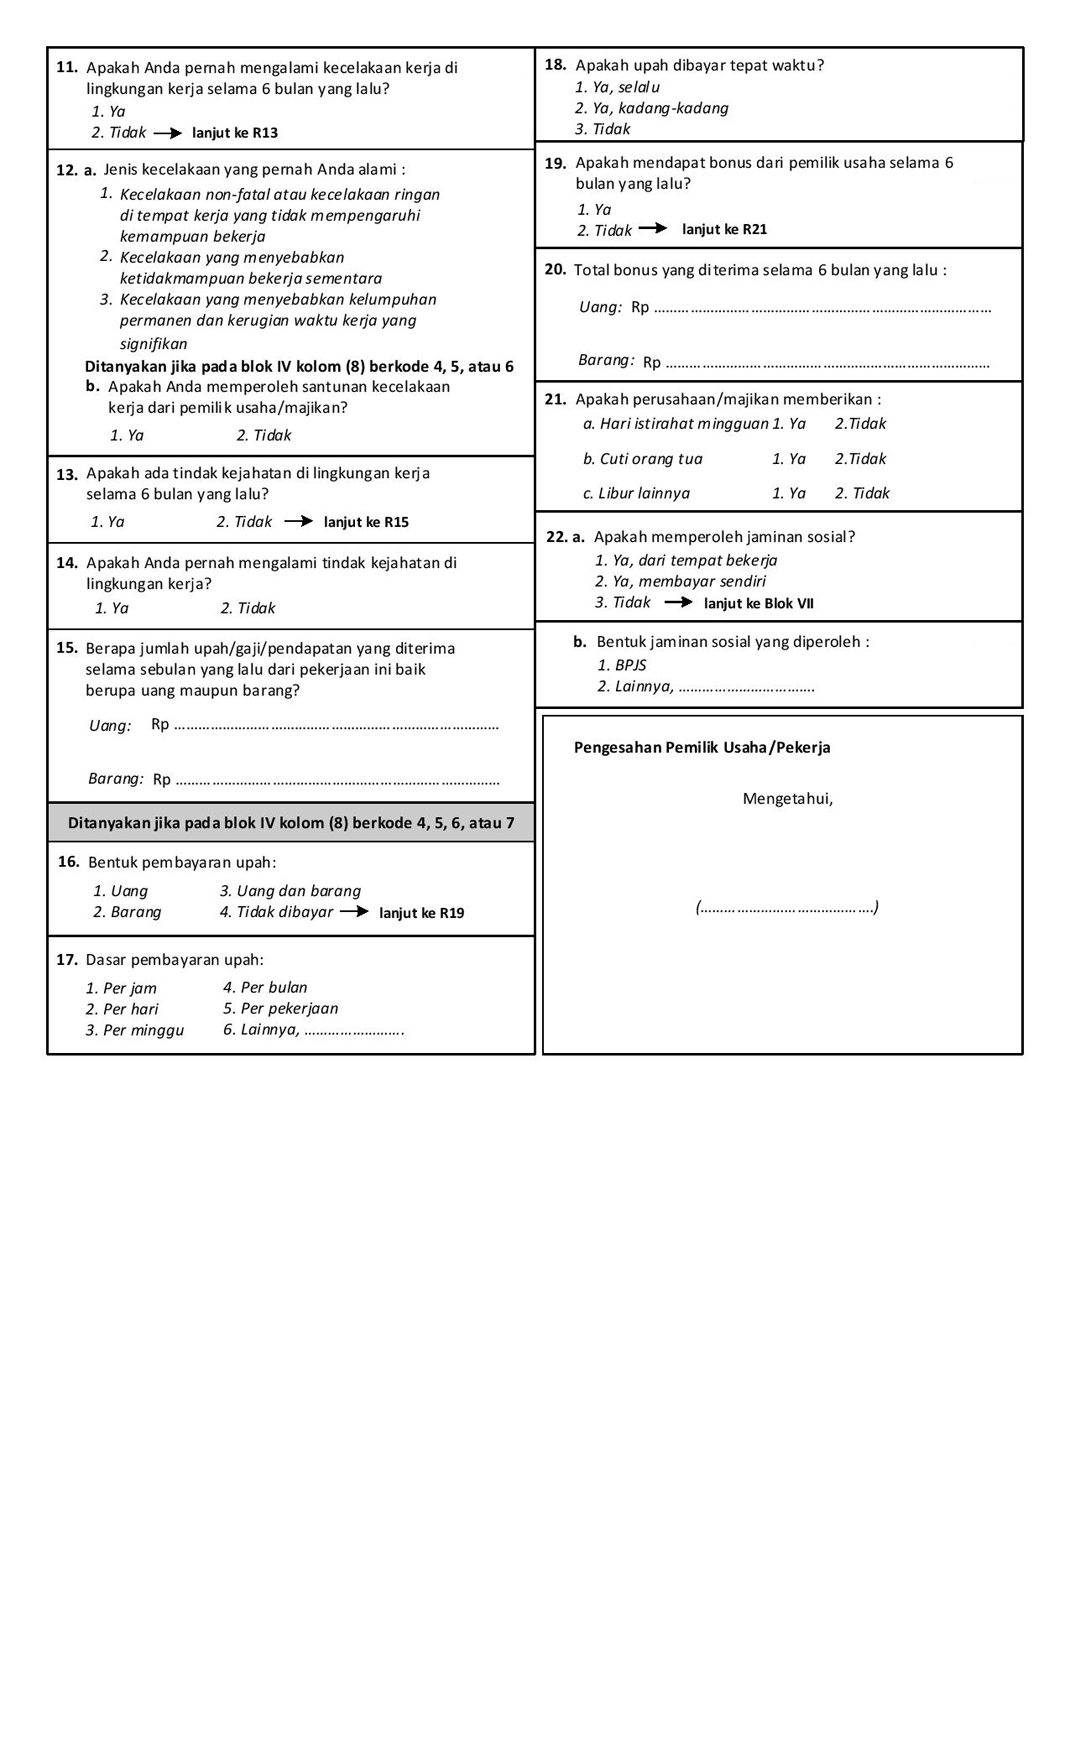 11. Apakah Anda pernah mengalami kecelakaan kerja di
lingkungan kerja selama 6 bulan yang lalu?
1. Ya
2. Tidak → lanjut ke R13
12. a. Jenis kecelakaan yang pernah Anda alami :
1. Kecelakaan non-fatal atau kecelakaan ringan
di tempat kerja yang tidak mempengaruhi
kemampuan bekerja
2. Kecelakaan yang menyebabkan
ketidakmampuan bekerja sementara
3. Kecelakaan yang menyebabkan kelumpuhan
permanen dan kerugian waktu kerja yang
signifikan
Ditanyakan jika pada blok IV kolom (8) berkode 4, 5, atau 6
b. Apakah Anda memperoleh santunan kecelakaan
kerja dari pemilik usaha/majikan?
1. Ya 2. Tidak
13. Apakah ada tindak kejahatan di lingkungan kerja
selama 6 bulan yang lalu?
1. Ya 2. Tidak → lanjut ke R15
14. Apakah Anda pernah mengalami tindak kejahatan di
lingkungan kerja?
1. Ya 2. Tidak
15. Berapa jumlah upah/gaji/pendapatan yang diterima
selama sebulan yang lalu dari pekerjaan ini baik
berupa uang maupun barang?
Uang: Rp ................................................................................
Barang: Rp ................................................................................
Ditanyakan jika pada blok IV kolom (8) berkode 4, 5, 6, atau 7
16. Bentuk pembayaran upah:
1. Uang 3. Uang dan barang
2. Barang 4. Tidak dibayar → lanjut ke R19
17. Dasar pembayaran upah:
1. Per jam 4. Per bulan
2. Per hari 5. Per pekerjaan
3. Per minggu 6. Lainnya, .........................
18. Apakah upah dibayar tepat waktu?
1. Ya, selalu
2. Ya, kadang-kadang
3. Tidak
19. Apakah mendapat bonus dari pemilik usaha selama 6
bulan yang lalu?
1. Ya
2. Tidak → lanjut ke R21
20. Total bonus yang diterima selama 6 bulan yang lalu :
Uang: Rp ....................................................................................
Barang: Rp ................................................................................
21. Apakah perusahaan/majikan memberikan :
a. Hari istirahat mingguan 1. Ya 2.Tidak
b. Cuti orang tua 1. Ya 2.Tidak
c. Libur lainnya 1. Ya 2. Tidak
22. a. Apakah memperoleh jaminan sosial?
1. Ya, dari tempat bekerja
2. Ya, membayar sendiri
3. Tidak → lanjut ke Blok VII
b. Bentuk jaminan sosial yang diperoleh :
1. BPJS
2. Lainnya, ..................................
Pengesahan Pemilik Usaha/Pekerja
Mengetahui,
(...........................................)